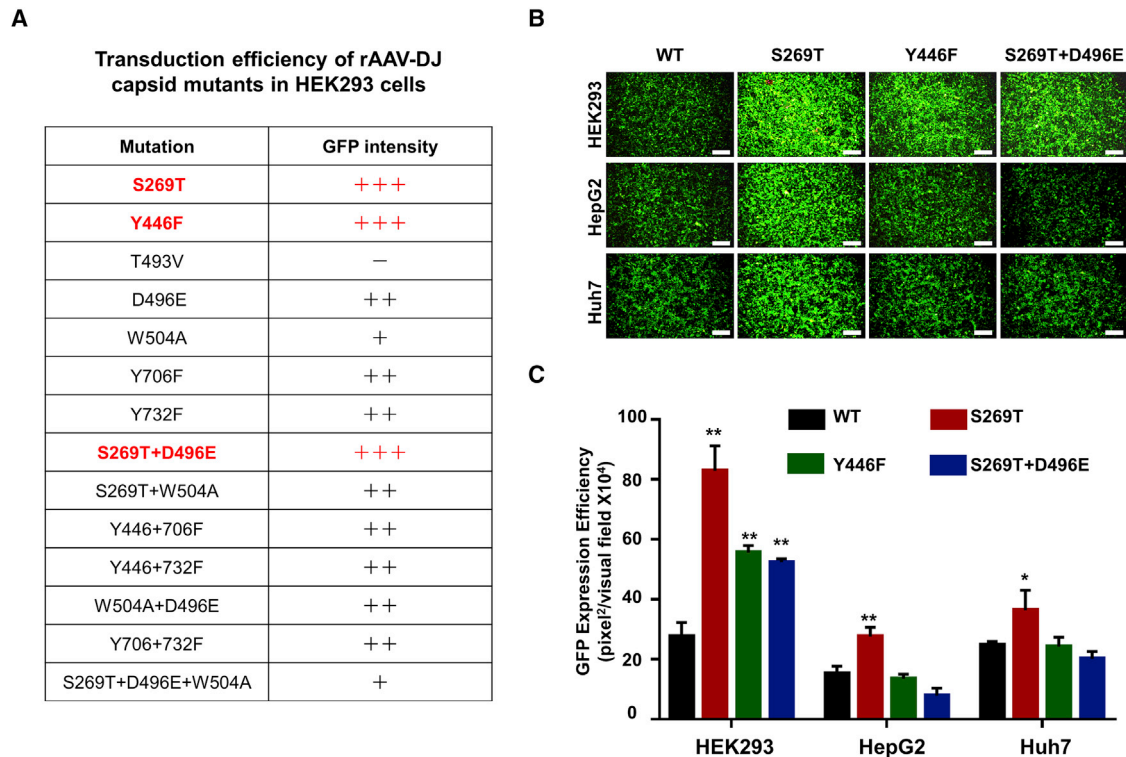 A
Transduction efficiency of rAAV-DJ
capsid mutants in HEK293 cells
Mutation GFP intensity
S269T +++
Y446F +++
T493V −
D496E ++
W504A +
Y706F ++
Y732F ++
S269T+D496E +++
S269T+W504A ++
Y446+706F ++
Y446+732F ++
W504A+D496E ++
Y706+732F ++
S269T+D496E+W504A +
B
WT S269T Y446F S269T+D496E
HEK293
HepG2
Huh7
C
GFP Expression Efficiency
(pixel²/visual field X10⁴)
100
80
60
40
20
0
WT S269T
Y446F S269T+D496E
** ** **
**
*
HEK293 HepG2 Huh7